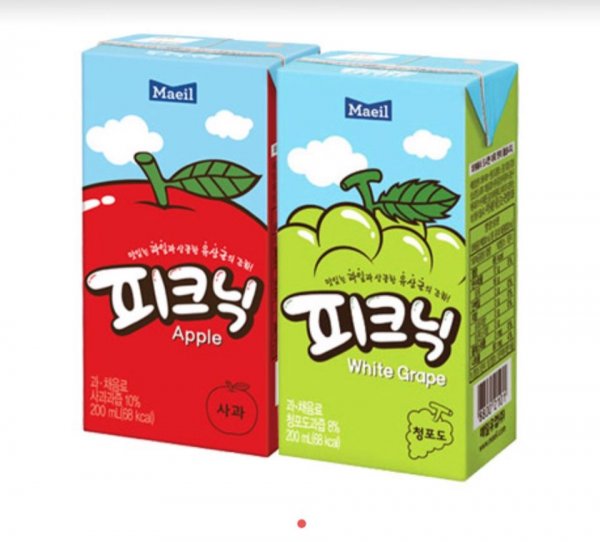 Maeil
맛있는 과일과 상큼한 유산균의 조화!
피크닉
Apple
과·채음료
사과과즙 10%
200 mL(68 kcal)
사과
Maeil
맛있는 과일과 상큼한 유산균의 조화!
피크닉
White Grape
과·채음료
청포도과즙 8%
200 mL(68 kcal)
청포도